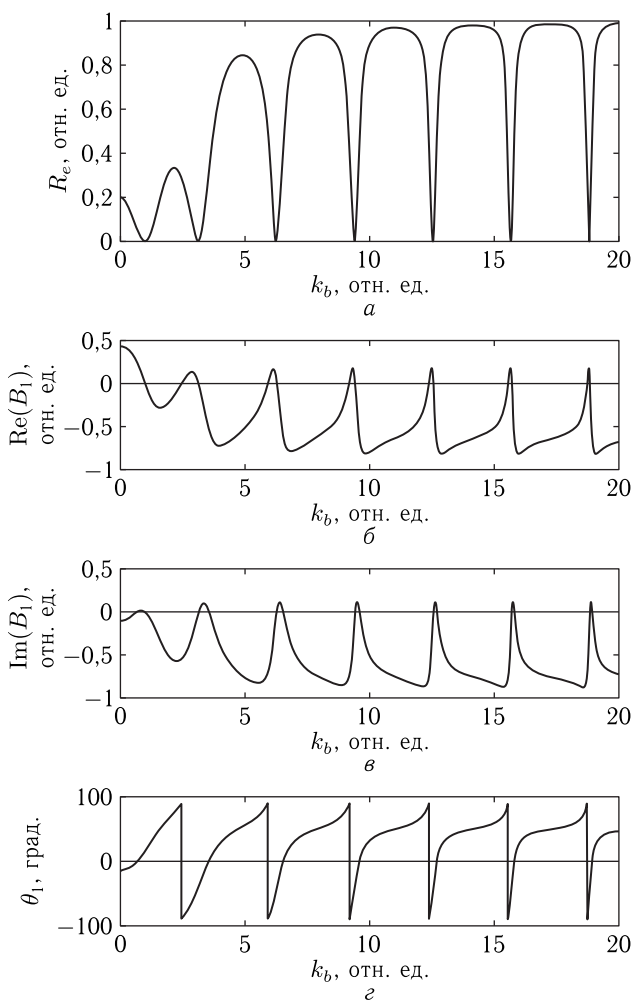 1
0,8
0,6
0,4
0,2
0
R_e, отн. ед.
0 5 10 15 20
k_b, отн. ед.
а
0,5
0
−0,5
−1
Re(B_1),
отн. ед.
0 5 10 15 20
k_b, отн. ед.
б
0,5
0
−0,5
−1
Im(B_1),
отн. ед.
0 5 10 15 20
k_b, отн. ед.
в
100
0
−100
θ_1, град.
0 5 10 15 20
k_b, отн. ед.
г